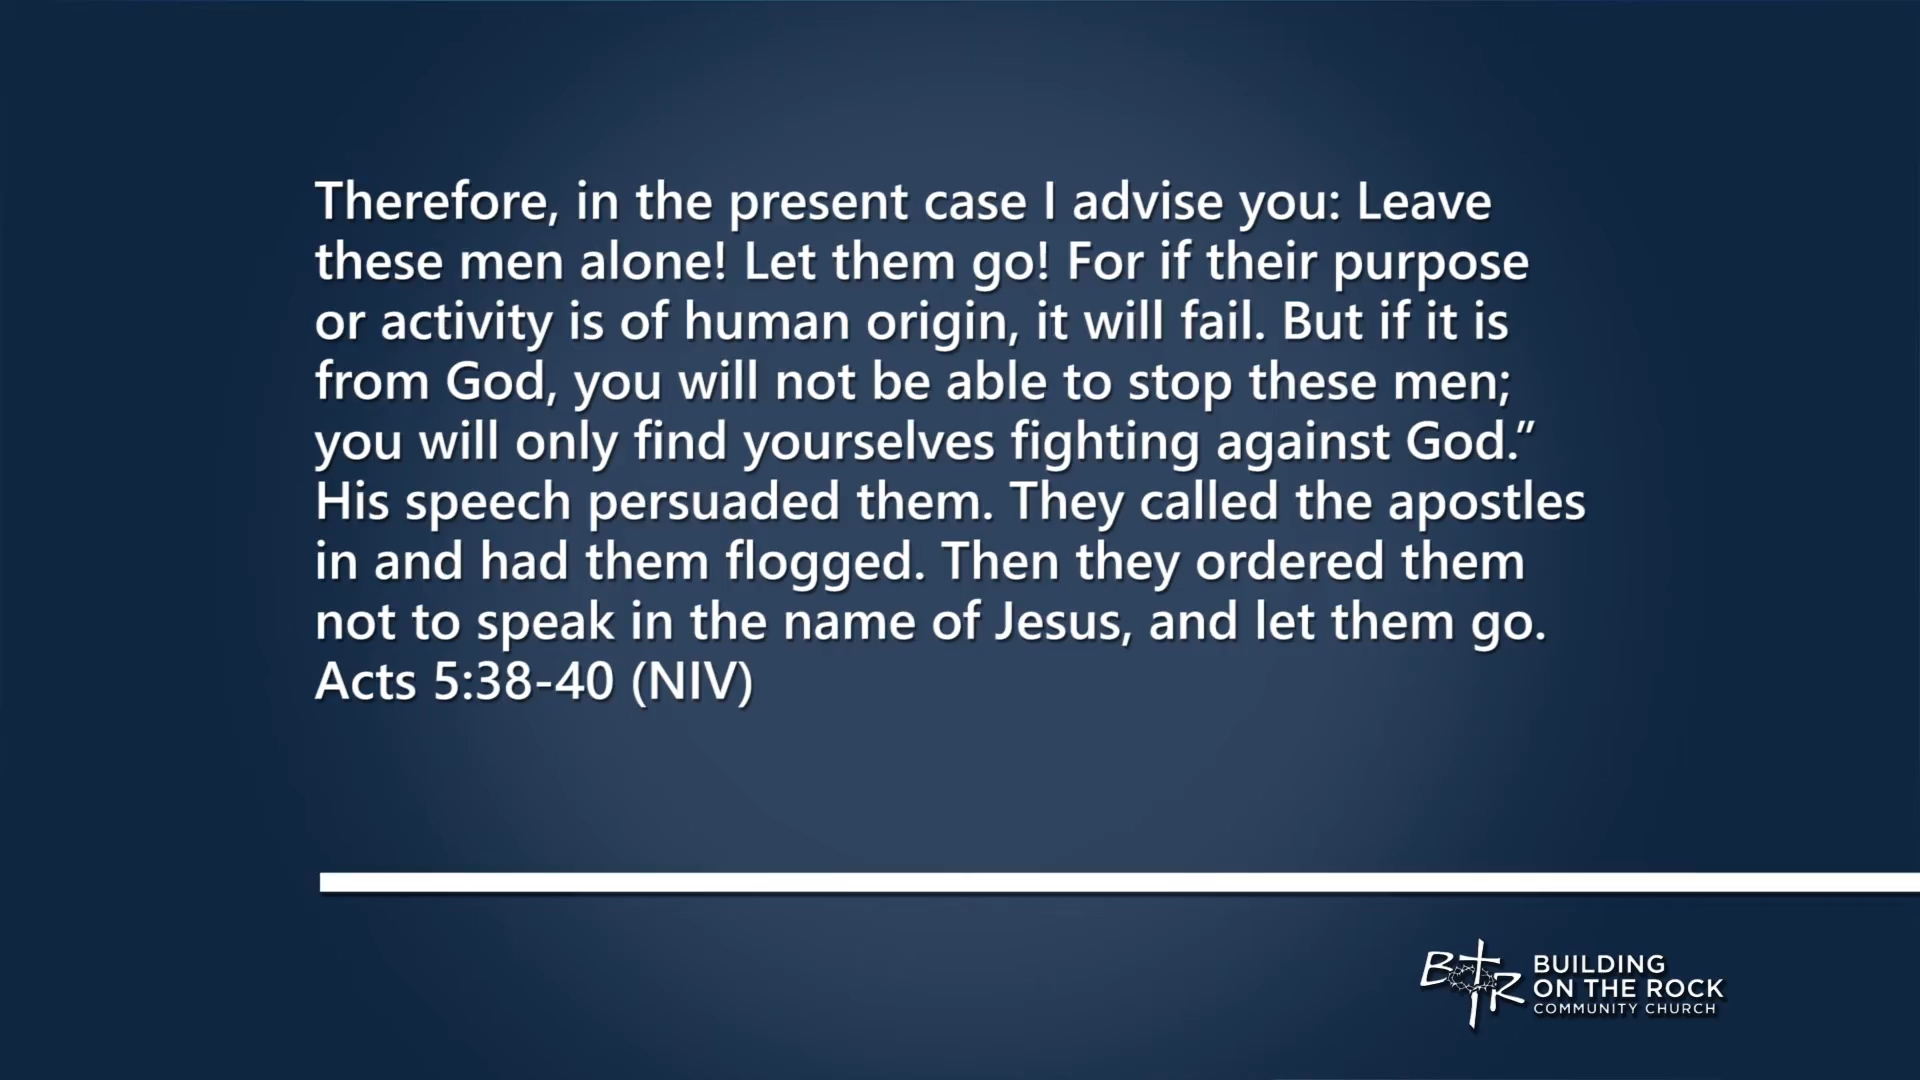 Therefore, in the present case I advise you: Leave
these men alone! Let them go! For if their purpose
or activity is of human origin, it will fail. But if it is
from God, you will not be able to stop these men;
you will only find yourselves fighting against God.”
His speech persuaded them. They called the apostles
in and had them flogged. Then they ordered them
not to speak in the name of Jesus, and let them go.
Acts 5:38-40 (NIV)
BTR
BUILDING
ON THE ROCK
COMMUNITY CHURCH